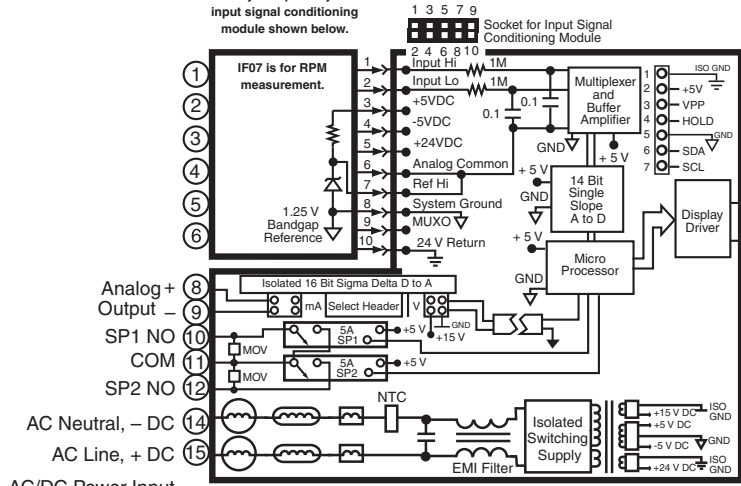 input signal conditioning
module shown below.
1 3 5 7 9
Socket for Input Signal
Conditioning Module
2 4 6 8 10
IF07 is for RPM
measurement.
1.25 V
Bandgap
Reference
1
2
3
4
5
6
1 Input Hi
2 Input Lo
3 +5VDC
4 -5VDC
5 +24VDC
6 Analog Common
7 Ref Hi
8 System Ground
9 MUXO
10 24 V Return
1M
1M
0.1
0.1
GND
+ 5 V
Multiplexer
and
Buffer
Amplifier
1 ISO GND
2 +5V
3 VPP
4 HOLD
5 GND
6 SDA
7 SCL
+ 5 V
GND
14 Bit
Single
Slope
A to D
+ 5 V
GND
Micro
Processor
Display
Driver
Isolated 16 Bit Sigma Delta D to A
mA
Select Header
V
GND
+15 V
Analog + 8
Output – 9
SP1 NO 10
COM 11
SP2 NO 12
MOV
MOV
5A
SP1
+5 V
5A
SP2
+5 V
AC Neutral, – DC 14
AC Line, + DC 15
NTC
EMI Filter
Isolated
Switching
Supply
+15 V DC
ISO
GND
+5 V DC
-5 V DC
GND
+24 V DC
ISO
GND
AC/DC Power Input